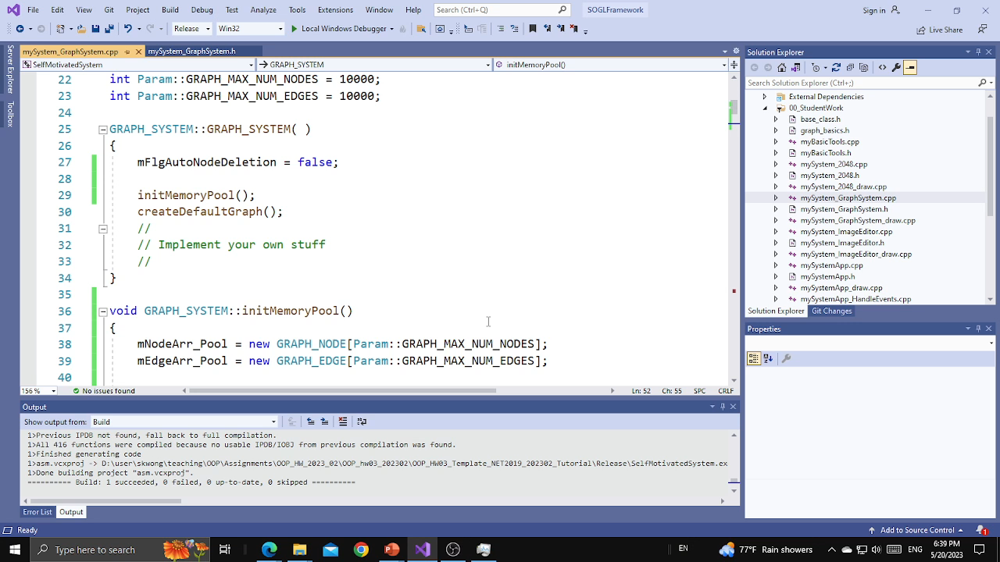 File Edit View Git Project Build Debug Test Analyze Tools Extensions Window Help Search (Ctrl+Q) SOGLFramework Sign in
Release Win32 Local Windows Debugger Live Share
mySystem_GraphSystem.cpp mySystem_GraphSystem.h
SelfMotivatedSystem GRAPH_SYSTEM initMemoryPool()
Server Explorer
Toolbox
22 int Param::GRAPH_MAX_NUM_NODES = 10000;
23 int Param::GRAPH_MAX_NUM_EDGES = 10000;
24
25 GRAPH_SYSTEM::GRAPH_SYSTEM( )
26 {
27 mFlgAutoNodeDeletion = false;
28
29 initMemoryPool();
30 createDefaultGraph();
31 //
32 // Implement your own stuff
33 //
34 }
35
36 void GRAPH_SYSTEM::initMemoryPool()
37 {
38 mNodeArr_Pool = new GRAPH_NODE[Param::GRAPH_MAX_NUM_NODES];
39 mEdgeArr_Pool = new GRAPH_EDGE[Param::GRAPH_MAX_NUM_EDGES];
40
156 % No issues found Ln: 52 Ch: 55 SPC CRLF
Output
Show output from: Build
1>Previous IPDB not found, fall back to full compilation.
1>All 416 functions were compiled because no usable IPDB/IOBJ from previous compilation was found.
1>Finished generating code
1>asm.vcxproj -> D:\user\skwong\teaching\OOP\Assignments\OOP_HW_2023_02\OOP_hw03_202302\OOP_HW03_Template_NET2019_202302_Tutorial\Release\SelfMotivatedSystem.ex
1>Done building project "asm.vcxproj".
========== Build: 1 succeeded, 0 failed, 0 up-to-date, 0 skipped ==========
Error List Output
Solution Explorer
Search Solution Explorer (Ctrl+;)
External Dependencies
00_StudentWork
base_class.h
graph_basics.h
myBasicTools.cpp
myBasicTools.h
mySystem_2048.cpp
mySystem_2048.h
mySystem_2048_draw.cpp
mySystem_GraphSystem.cpp
mySystem_GraphSystem.h
mySystem_GraphSystem_draw.cpp
mySystem_ImageEditor.cpp
mySystem_ImageEditor.h
mySystem_ImageEditor_draw.cpp
mySystemApp.cpp
mySystemApp.h
mySystemApp_draw.cpp
mySystemApp_HandleEvents.cpp
Solution Explorer Git Changes
Properties
Ready Add to Source Control 1
Type here to search EN 77°F Rain showers ENG 6:39 PM
5/20/2023